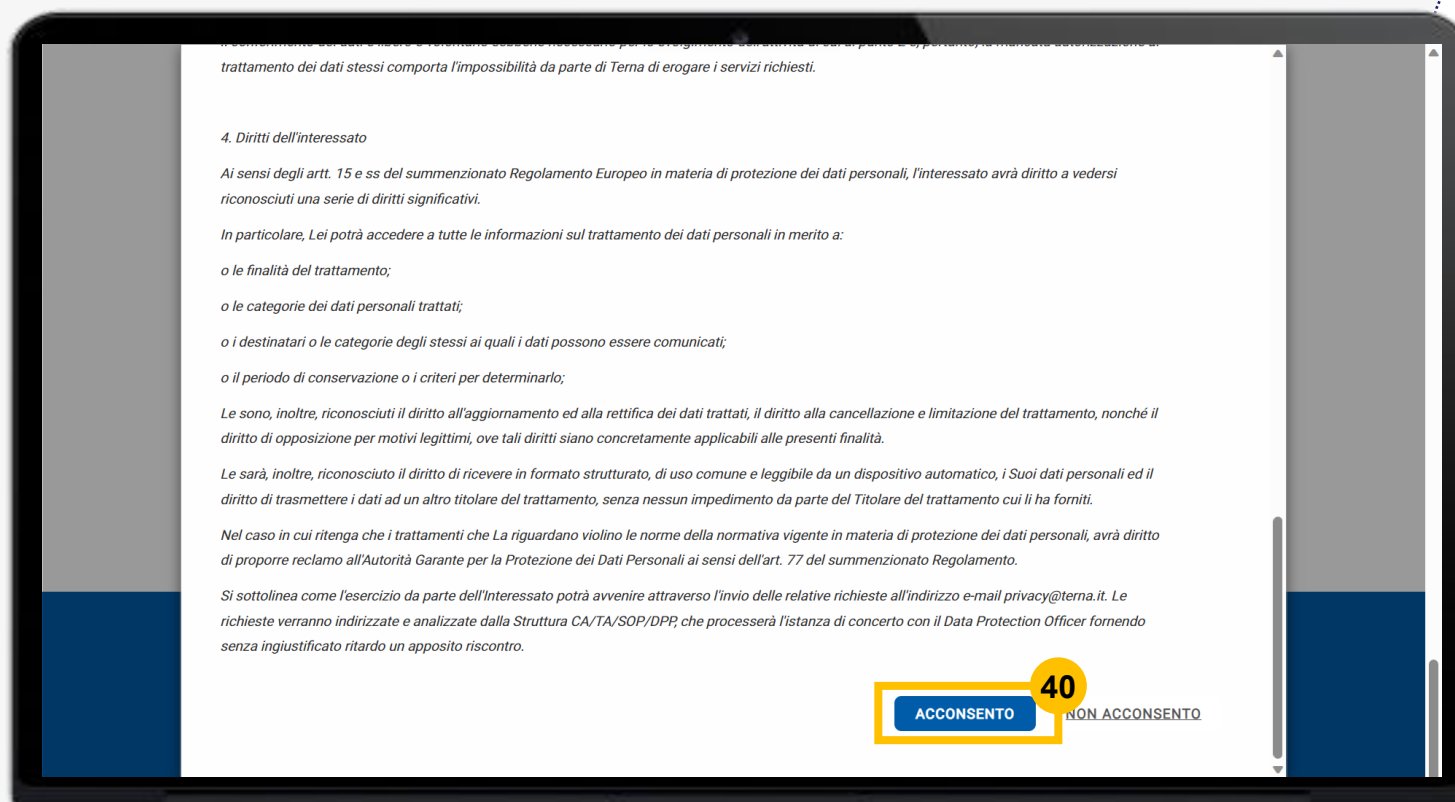 trattamento dei dati stessi comporta l'impossibilità da parte di Terna di erogare i servizi richiesti.
4. Diritti dell'interessato
Ai sensi degli artt. 15 e ss del summenzionato Regolamento Europeo in materia di protezione dei dati personali, l'interessato avrà diritto a vedersi
riconosciuti una serie di diritti significativi.
In particolare, Lei potrà accedere a tutte le informazioni sul trattamento dei dati personali in merito a:
o le finalità del trattamento;
o le categorie dei dati personali trattati;
o i destinatari o le categorie degli stessi ai quali i dati possono essere comunicati;
o il periodo di conservazione o i criteri per determinarlo;
Le sono, inoltre, riconosciuti il diritto all'aggiornamento ed alla rettifica dei dati trattati, il diritto alla cancellazione e limitazione del trattamento, nonché il
diritto di opposizione per motivi legittimi, ove tali diritti siano concretamente applicabili alle presenti finalità.
Le sarà, inoltre, riconosciuto il diritto di ricevere in formato strutturato, di uso comune e leggibile da un dispositivo automatico, i Suoi dati personali ed il
diritto di trasmettere i dati ad un altro titolare del trattamento, senza nessun impedimento da parte del Titolare del trattamento cui li ha forniti.
Nel caso in cui ritenga che i trattamenti che La riguardano violino le norme della normativa vigente in materia di protezione dei dati personali, avrà diritto
di proporre reclamo all'Autorità Garante per la Protezione dei Dati Personali ai sensi dell'art. 77 del summenzionato Regolamento.
Si sottolinea come l'esercizio da parte dell'Interessato potrà avvenire attraverso l'invio delle relative richieste all'indirizzo e-mail privacy@terna.it. Le
richieste verranno indirizzate e analizzate dalla Struttura CA/TA/SOP/DPP, che processerà l'istanza di concerto con il Data Protection Officer fornendo
senza ingiustificato ritardo un apposito riscontro.
40
ACCONSENTO
NON ACCONSENTO